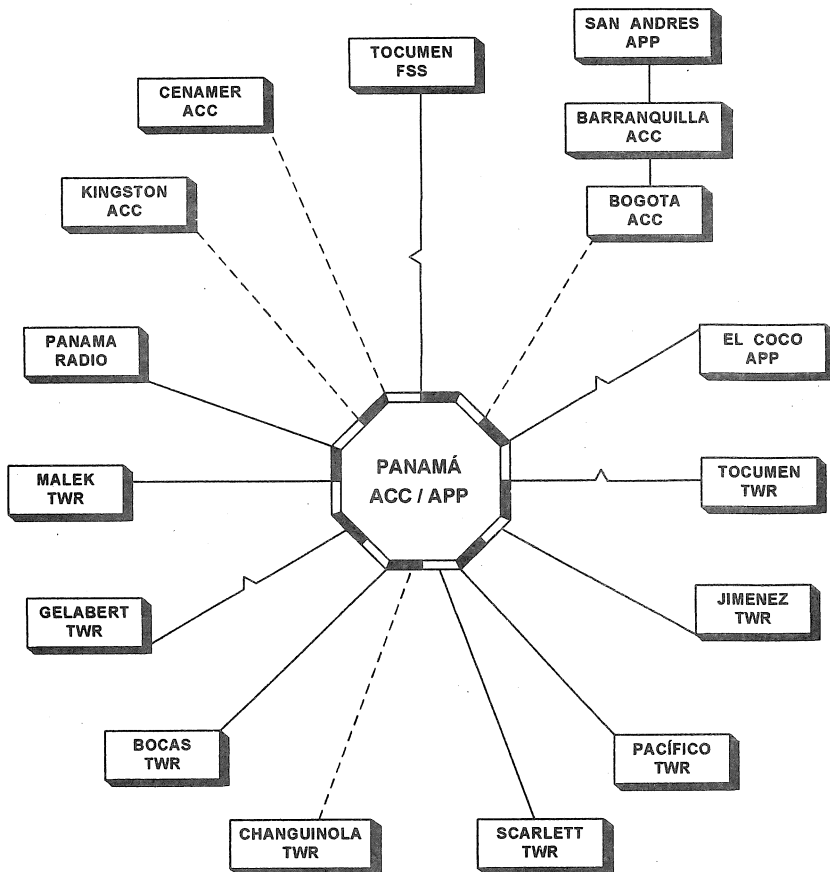 TOCUMEN
FSS
SAN ANDRES
APP
CENAMER
ACC
BARRANQUILLA
ACC
KINGSTON
ACC
BOGOTA
ACC
PANAMA
RADIO
EL COCO
APP
PANAMÁ
ACC / APP
MALEK
TWR
TOCUMEN
TWR
GELABERT
TWR
JIMENEZ
TWR
BOCAS
TWR
PACÍFICO
TWR
CHANGUINOLA
TWR
SCARLETT
TWR